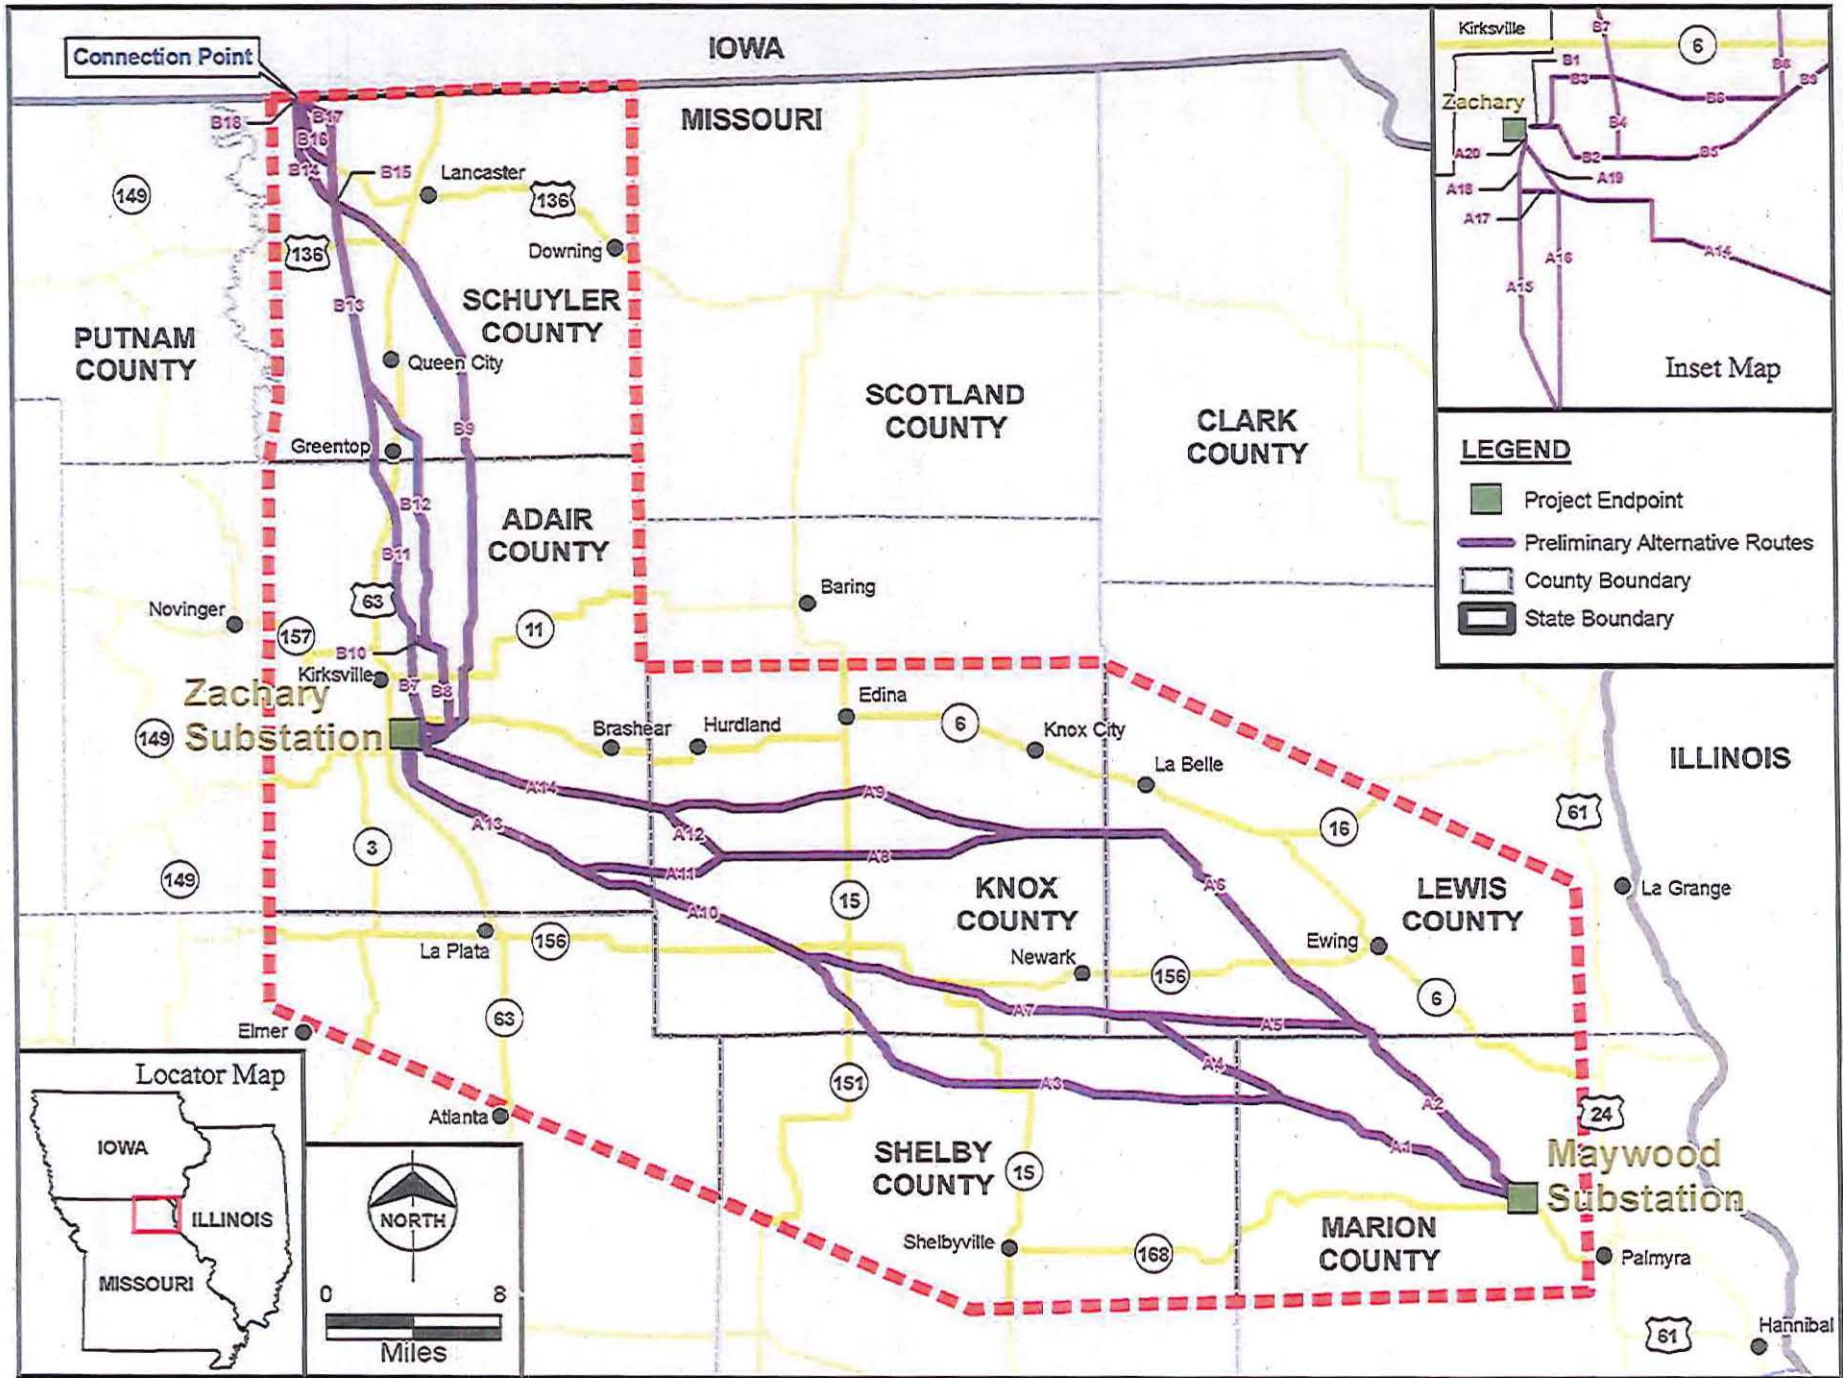 Connection Point
IOWA
MISSOURI
B18
B17
B16
B14
B15
Lancaster
149
136
Downing
136
B13
SCHUYLER
COUNTY
PUTNAM
COUNTY
Queen City
SCOTLAND
COUNTY
CLARK
COUNTY
B9
Greentop
B12
ADAIR
COUNTY
B11
63
Baring
Novinger
157
11
B10
Kirksville
B7
B8
Zachary
Substation
149
Brashear
Hurdland
Edina
6
Knox City
La Belle
ILLINOIS
A14
A9
61
A13
A12
16
3
A8
A11
149
A6
KNOX
COUNTY
LEWIS
COUNTY
La Grange
15
A10
La Plata
156
Newark
156
Ewing
6
63
A7
A5
Elmer
A4
151
A3
A2
24
Atlanta
A1
SHELBY
COUNTY
15
Maywood
Substation
MARION
COUNTY
Shelbyville
168
Palmyra
61
Hannibal
Kirksville
B7
6
B1
B3
B8
B9
B6
Zachary
B4
A20
B2
B5
A18
A19
A17
A14
A16
A15
Inset Map
LEGEND
Project Endpoint
Preliminary Alternative Routes
County Boundary
State Boundary
Locator Map
IOWA
ILLINOIS
MISSOURI
NORTH
0 8
Miles